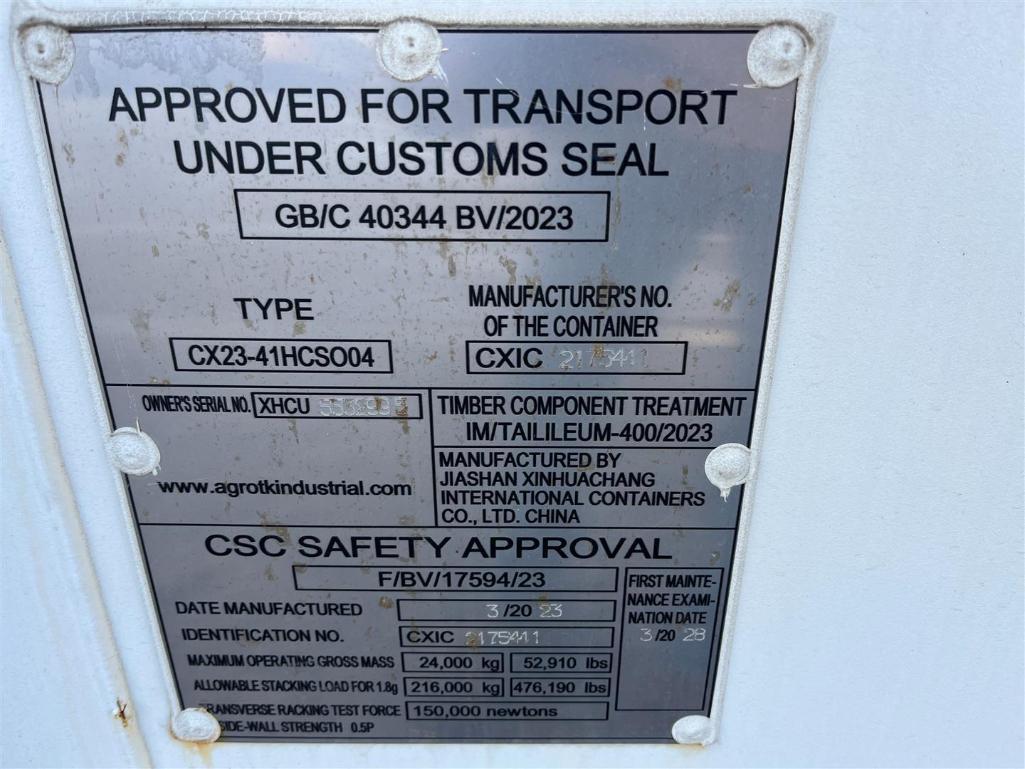 APPROVED FOR TRANSPORT
UNDER CUSTOMS SEAL
GB/C 40344 BV/2023
TYPE
MANUFACTURER'S NO.
OF THE CONTAINER
CX23-41HCSO04
CXIC 2175441
OWNER'S SERIAL NO. XHCU
TIMBER COMPONENT TREATMENT
IM/TAILILEUM-400/2023
www.agrotkindustrial.com
MANUFACTURED BY
JIASHAN XINHUACHANG
INTERNATIONAL CONTAINERS
CO., LTD. CHINA
CSC SAFETY APPROVAL
F/BV/17594/23
DATE MANUFACTURED 3/20 23
IDENTIFICATION NO. CXIC 2175441
MAXIMUM OPERATING GROSS MASS 24,000 kg 52,910 lbs
ALLOWABLE STACKING LOAD FOR 1.8g 216,000 kg 476,190 lbs
TRANSVERSE RACKING TEST FORCE 150,000 newtons
SIDE-WALL STRENGTH 0.5P
FIRST MAINTE-
NANCE EXAMI-
NATION DATE
3/20 28